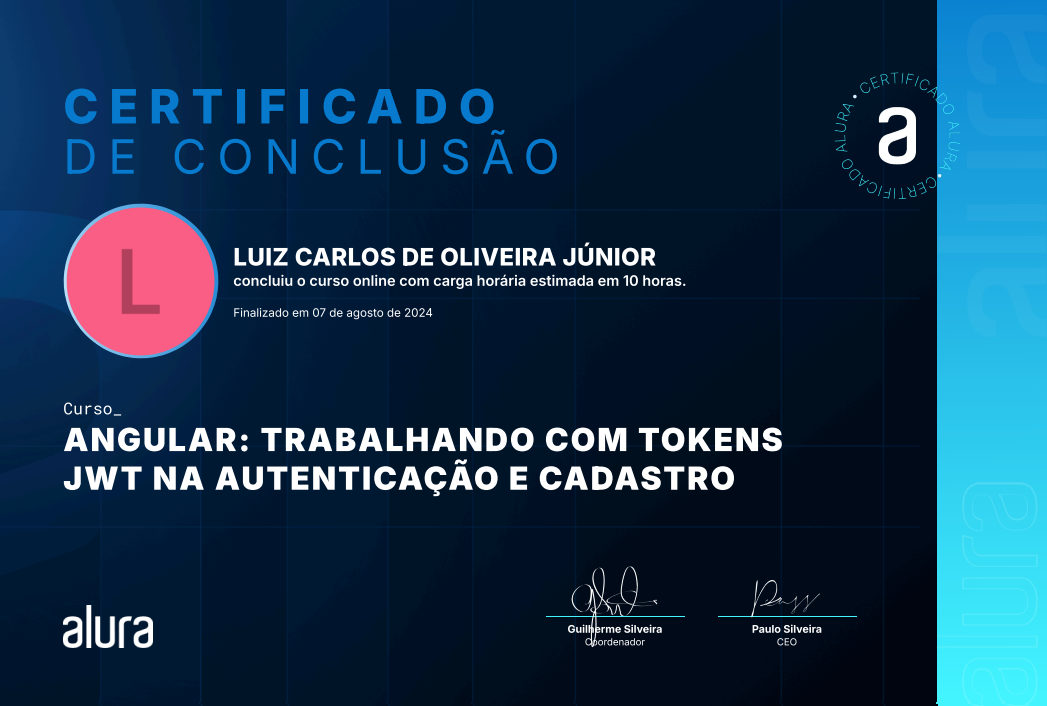 CERTIFICADO
DE CONCLUSÃO
CERTIFICADO ALURA • CERTIFICADO ALURA •
a
L
LUIZ CARLOS DE OLIVEIRA JÚNIOR
concluiu o curso online com carga horária estimada em 10 horas.
Finalizado em 07 de agosto de 2024
Curso_
ANGULAR: TRABALHANDO COM TOKENS
JWT NA AUTENTICAÇÃO E CADASTRO
alura
Guilherme Silveira
Coordenador
Paulo Silveira
CEO
alura
alura